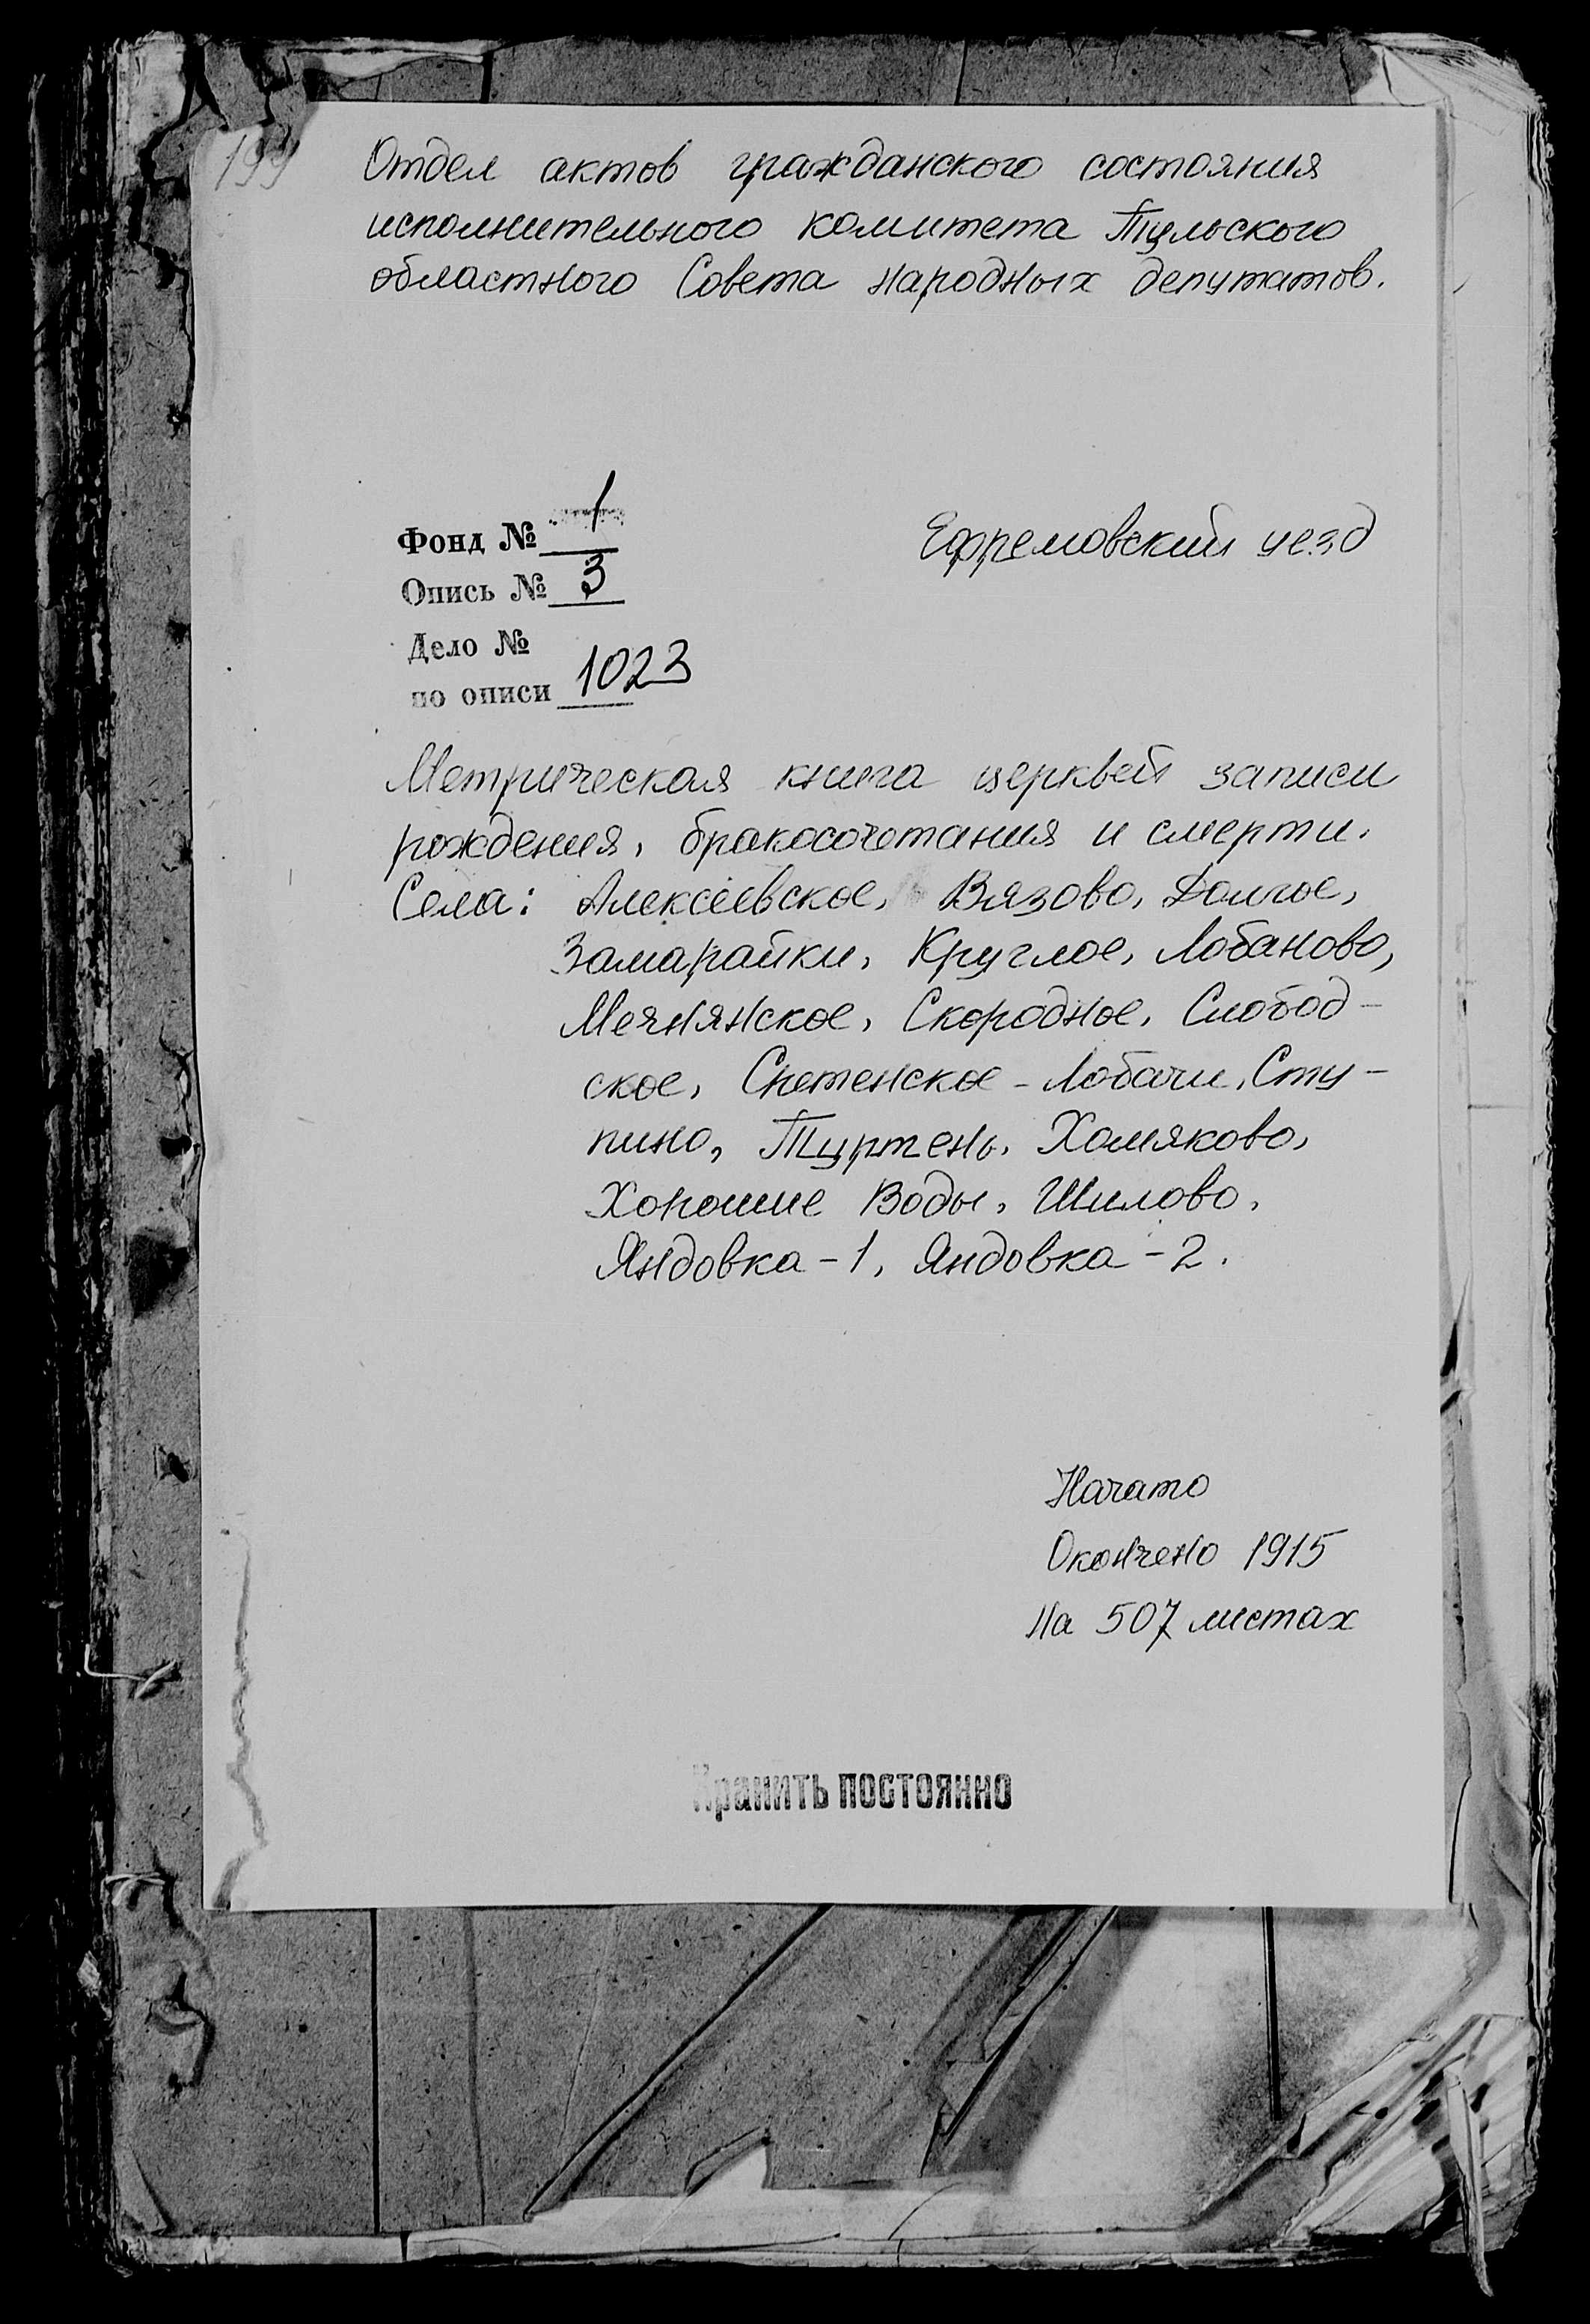 199
Отдел актов гражданского состояния
исполнительного комитета Тульского
областного Совета народных депутатов.
Фонд № 1
Ефремовский уезд
Опись № 3
Дело №
по описи 1023
Метрическая книга церквей записи
рождения, бракосочетания и смерти.
Села: Алексеевское, Вязово, Долгое,
Замарайки, Круглое, Лобаново,
Мечнянское, Скородное, Слобод-
ское, Сретенское - Лобачи, Сту-
пино, Туртень, Хомяково,
Хорошие Воды, Шилово,
Яндовка - 1, Яндовка - 2.
Начато
Окончено 1915
На 507 листах
Хранить постоянно